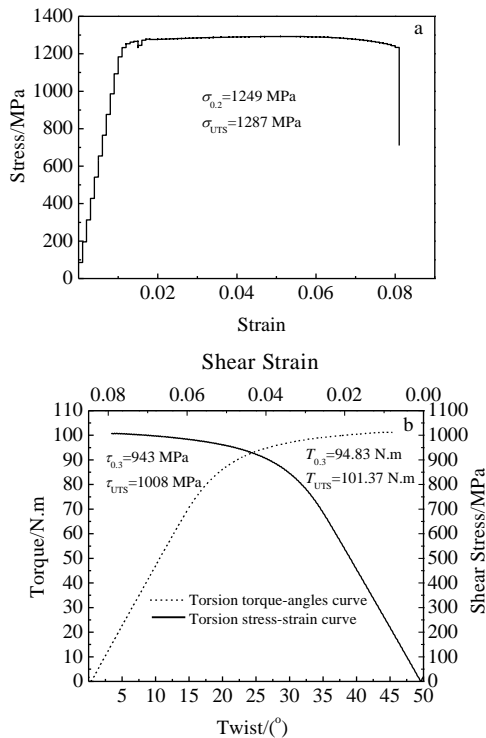 a
1400
1200
1000
800
600
400
200
0
Stress/MPa
σ0.2=1249 MPa
σUTS=1287 MPa
0.02 0.04 0.06 0.08
Strain
Shear Strain
0.08 0.06 0.04 0.02 0.00
b
110
100
90
80
70
60
50
40
30
20
10
0
Torque/N.m
τ0.3=943 MPa
τUTS=1008 MPa
T0.3=94.83 N.m
TUTS=101.37 N.m
Torsion torque-angles curve
Torsion stress-strain curve
1100
1000
900
800
700
600
500
400
300
200
100
0
Shear Stress/MPa
5 10 15 20 25 30 35 40 45 50
Twist/(o)